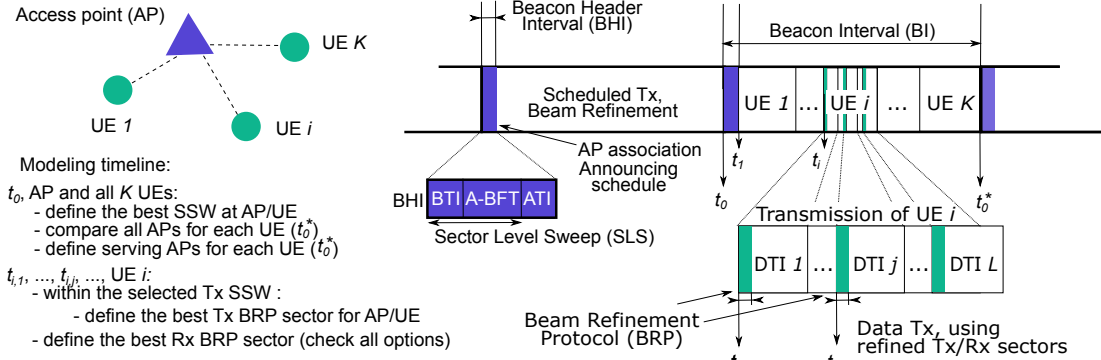 Access point (AP)
UE K
UE 1
UE i
Modeling timeline:
t0, AP and all K UEs:
- define the best SSW at AP/UE
- compare all APs for each UE (t0*)
- define serving APs for each UE (t0*)
ti,1, ..., ti,j, ..., UE i:
- within the selected Tx SSW :
- define the best Tx BRP sector for AP/UE
- define the best Rx BRP sector (check all options)
Beacon Header
Interval (BHI)
Beacon Interval (BI)
Scheduled Tx,
Beam Refinement
UE 1 ... UE i ... UE K
AP association
Announcing
schedule
t1
ti
t0
t0*
BHI BTI A-BFT ATI
Sector Level Sweep (SLS)
Transmission of UE i
DTI 1 ... DTI j ... DTI L
Beam Refinement
Protocol (BRP)
Data Tx, using
refined Tx/Rx sectors